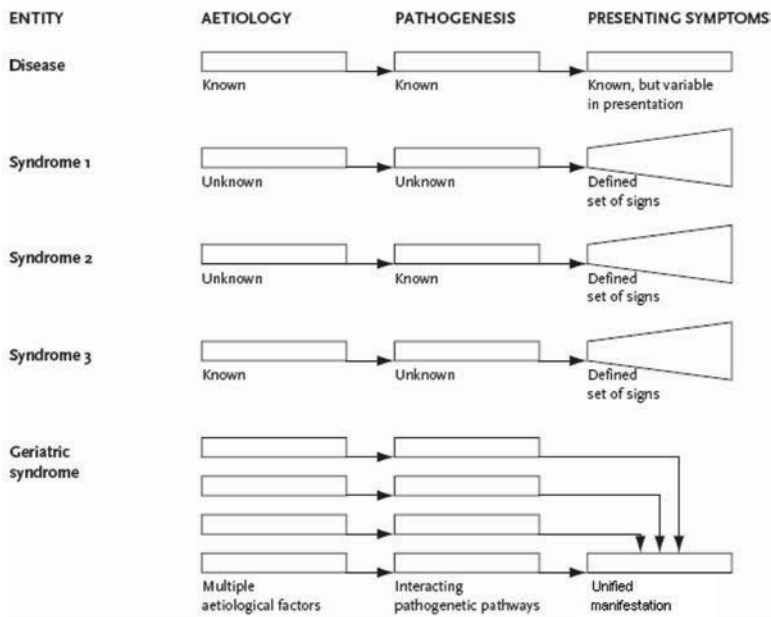 ENTITY AETIOLOGY PATHOGENESIS PRESENTING SYMPTOMS
Disease
Known Known Known, but variable
in presentation
Syndrome 1
Unknown Unknown Defined
set of signs
Syndrome 2
Unknown Known Defined
set of signs
Syndrome 3
Known Unknown Defined
set of signs
Geriatric
syndrome
Multiple Interacting Unified
aetiological factors pathogenetic pathways manifestation